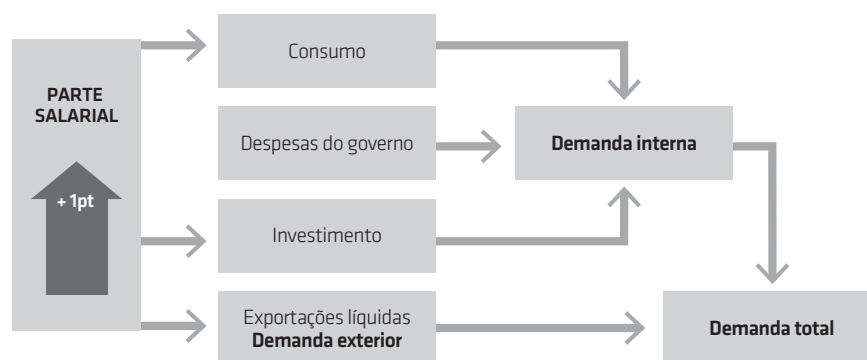 PARTE
SALARIAL
+ 1pt
Consumo
Despesas do governo
Investimento
Exportações líquidas
Demanda exterior
Demanda interna
Demanda total